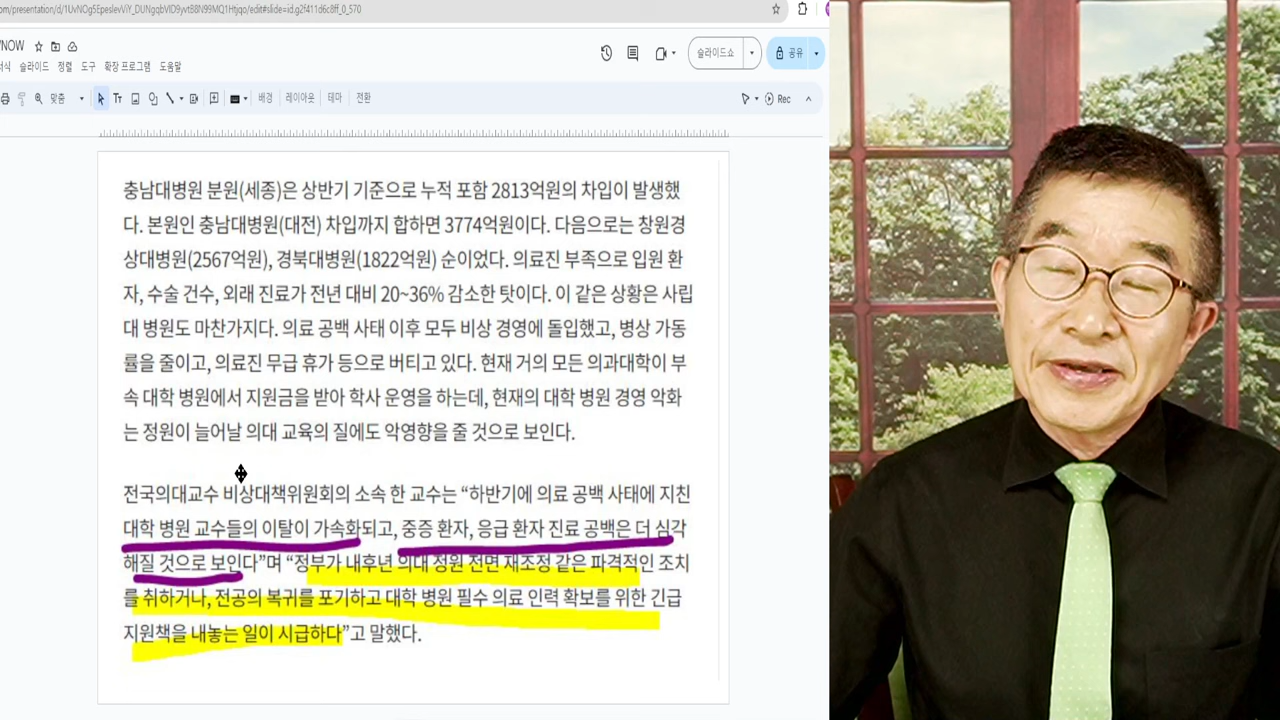 om/presentation/d/1UvNOg5EpeslevViY_DUNgqbVlD9yvtB8N99MQ1Htjqo/edit#slide=id.g2f411d6c8ff_0_570
NOW
서식 슬라이드 정렬 도구 확장 프로그램 도움말
슬라이드쇼
공유
맞춤
배경 레이아웃 테마 전환
Rec
충남대병원 분원(세종)은 상반기 기준으로 누적 포함 2813억원의 차입이 발생했
다. 본원인 충남대병원(대전) 차입까지 합하면 3774억원이다. 다음으로는 창원경
상대병원(2567억원), 경북대병원(1822억원) 순이었다. 의료진 부족으로 입원 환
자, 수술 건수, 외래 진료가 전년 대비 20~36% 감소한 탓이다. 이 같은 상황은 사립
대 병원도 마찬가지다. 의료 공백 사태 이후 모두 비상 경영에 돌입했고, 병상 가동
률을 줄이고, 의료진 무급 휴가 등으로 버티고 있다. 현재 거의 모든 의과대학이 부
속 대학 병원에서 지원금을 받아 학사 운영을 하는데, 현재의 대학 병원 경영 악화
는 정원이 늘어날 의대 교육의 질에도 악영향을 줄 것으로 보인다.
전국의대교수 비상대책위원회의 소속 한 교수는 “하반기에 의료 공백 사태에 지친
대학 병원 교수들의 이탈이 가속화되고, 중증 환자, 응급 환자 진료 공백은 더 심각
해질 것으로 보인다”며 “정부가 내후년 의대 정원 전면 재조정 같은 파격적인 조치
를 취하거나, 전공의 복귀를 포기하고 대학 병원 필수 의료 인력 확보를 위한 긴급
지원책을 내놓는 일이 시급하다”고 말했다.